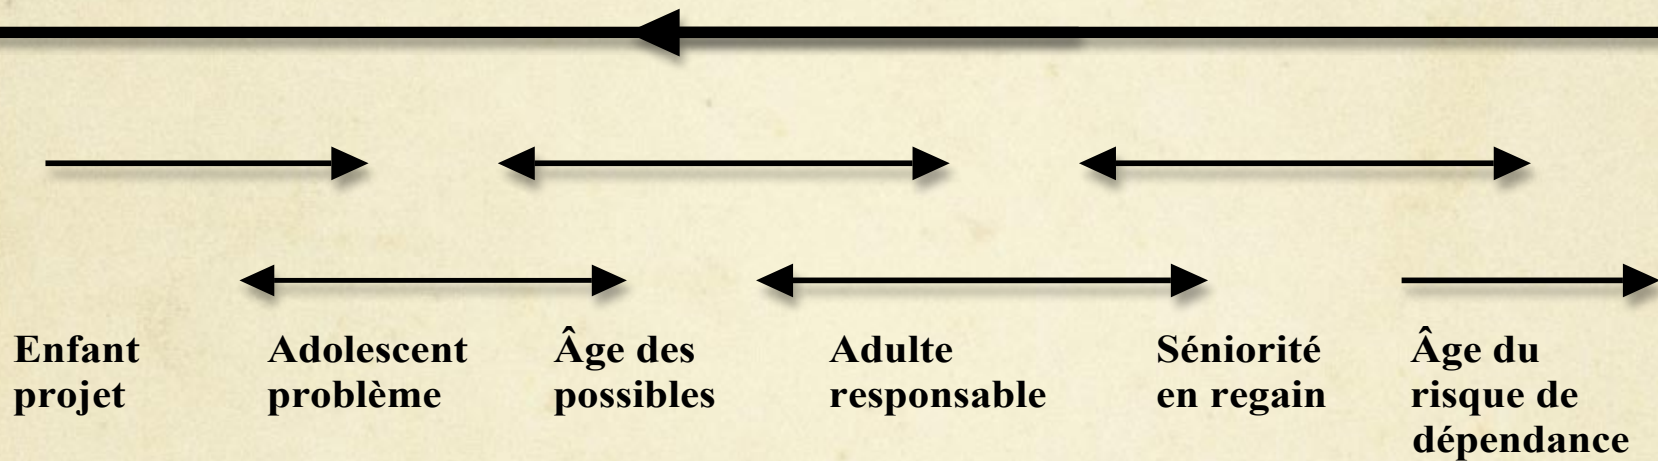 Enfant
projet
Adolescent
problème
Âge des
possibles
Adulte
responsable
Séniorité
en regain
Âge du
risque de
dépendance